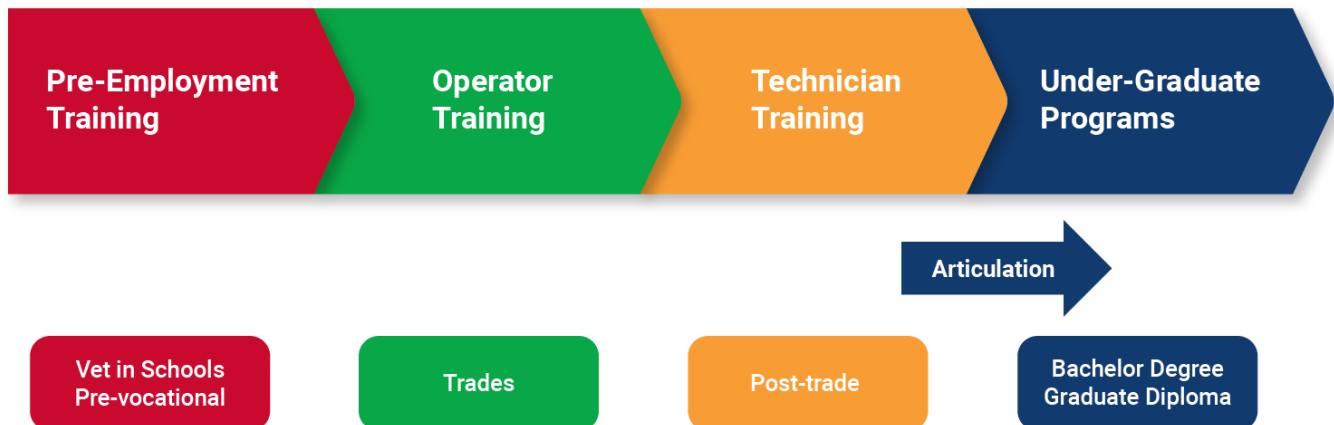 Pre-Employment
Training
Operator
Training
Technician
Training
Under-Graduate
Programs
Articulation
Vet in Schools
Pre-vocational
Trades
Post-trade
Bachelor Degree
Graduate Diploma